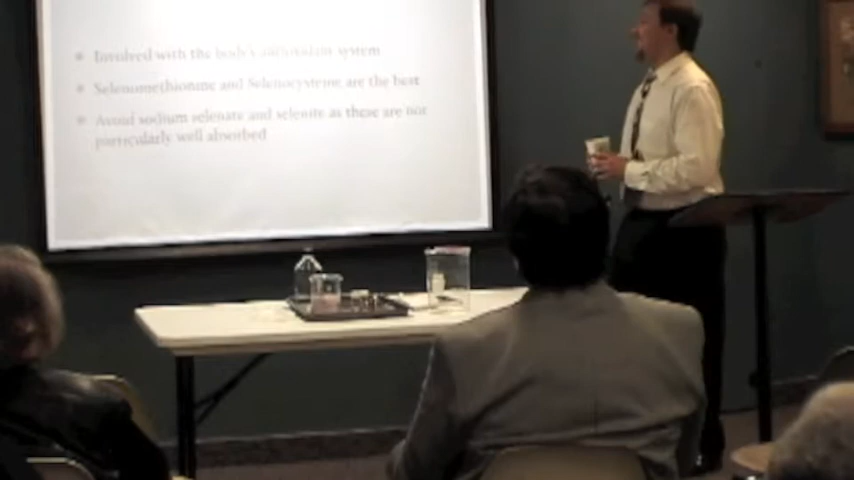 Involved with the body's antioxidant system
Selenomethionine and Selenocysteine are the best
Avoid sodium selenate and selenite as these are not
particularly well absorbed